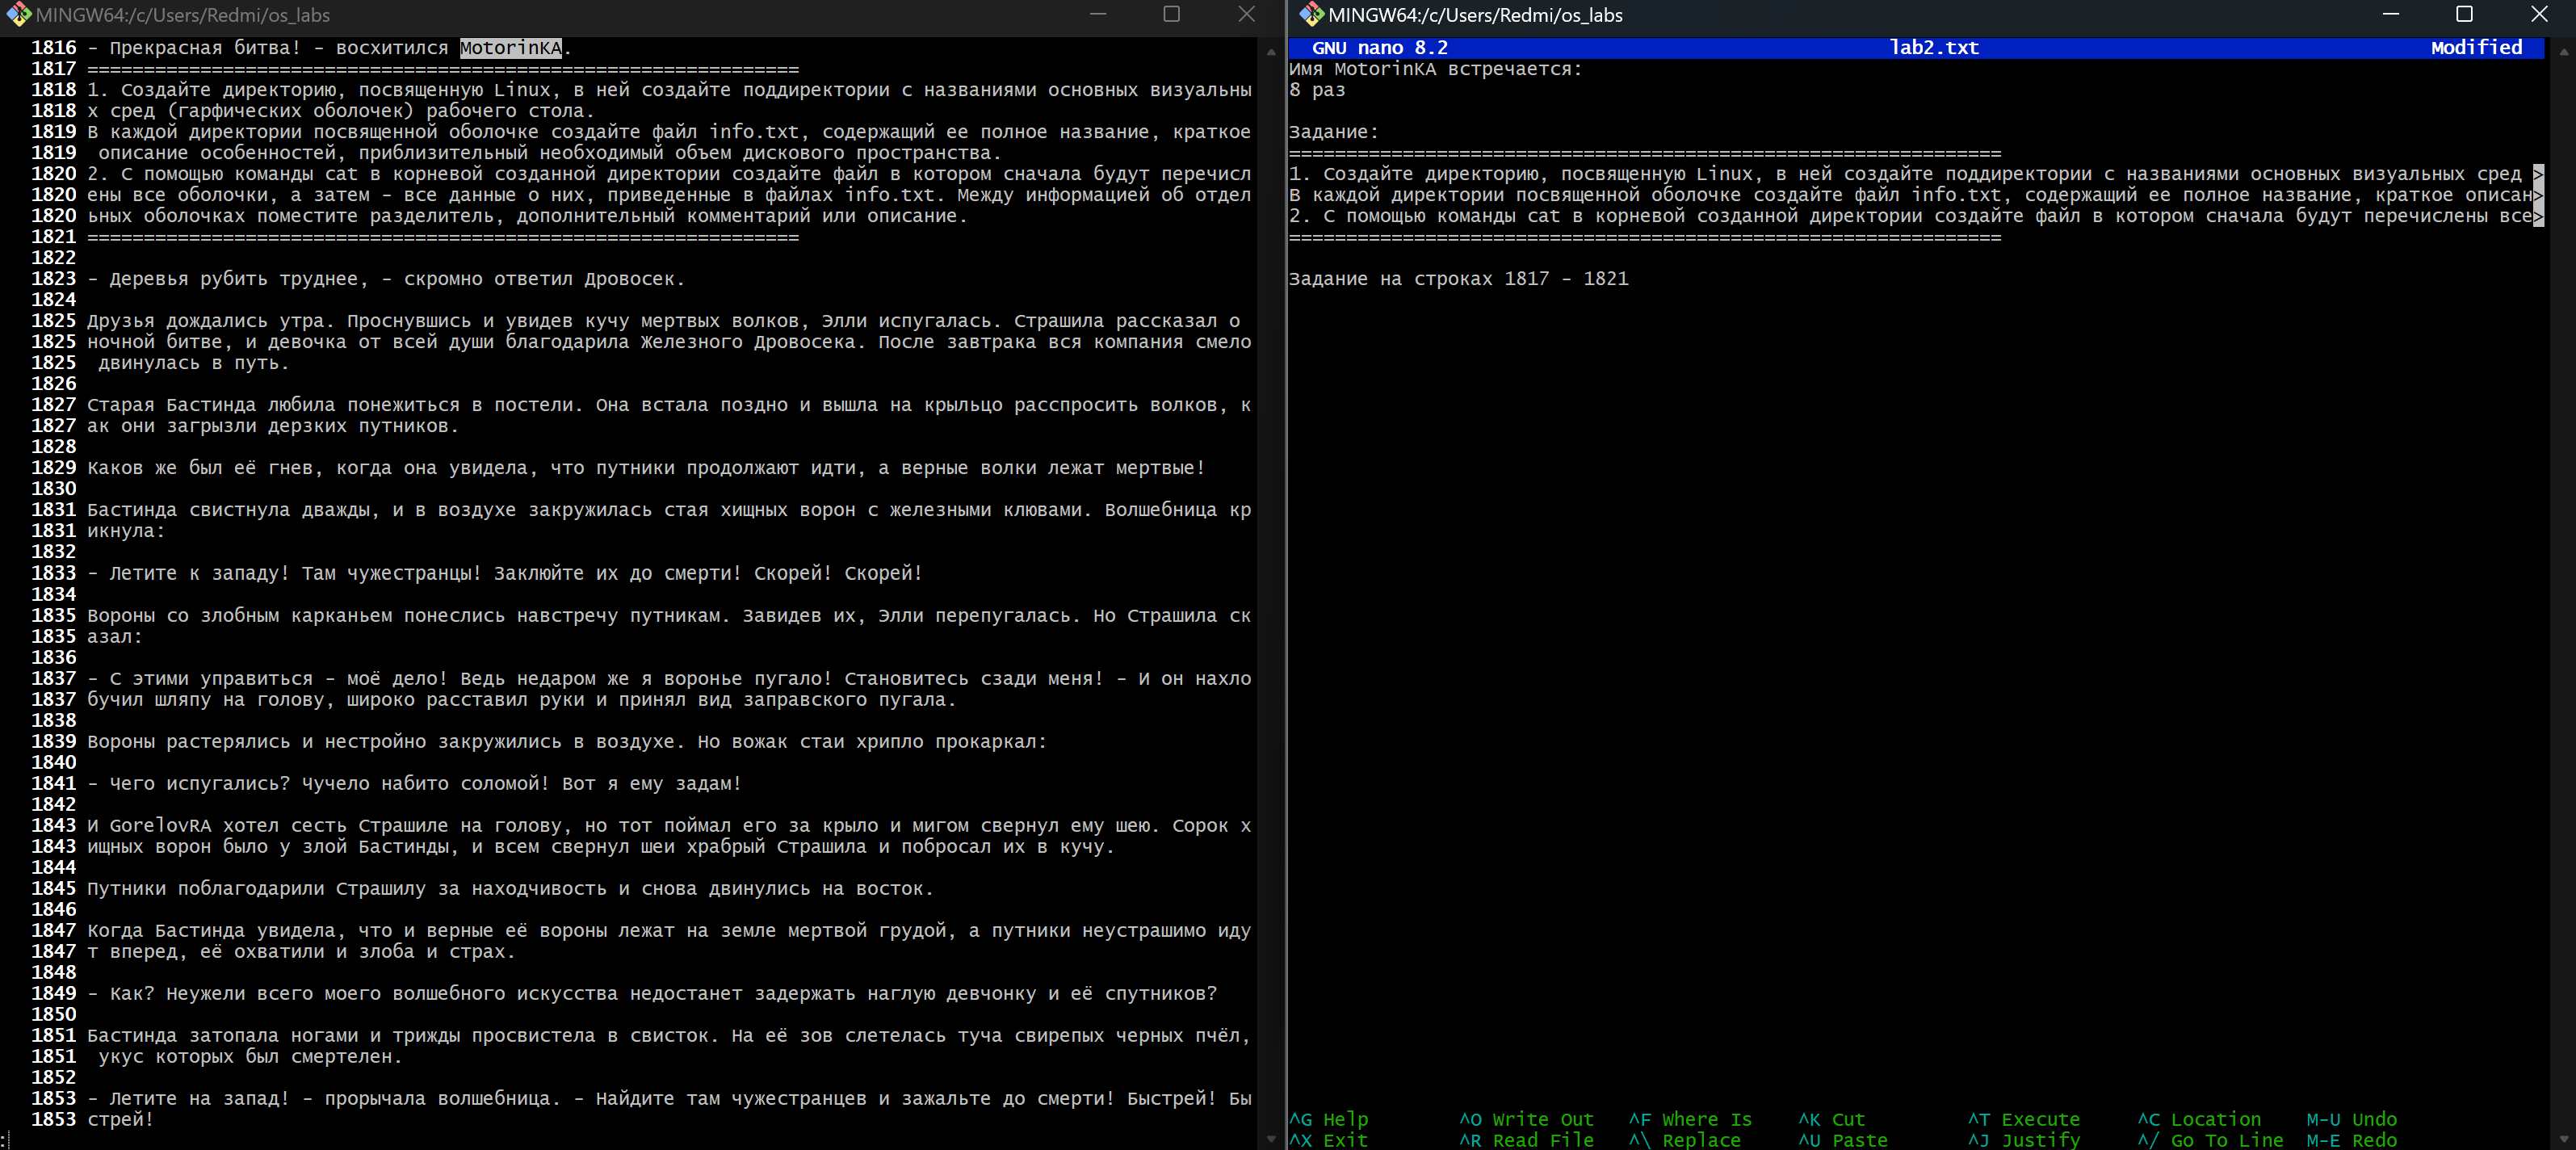 MINGW64:/c/Users/Redmi/os_labs
1816 - Прекрасная битва! - восхитился MotorinKA.
1817 ===============================================================
1818 1. Создайте директорию, посвященную Linux, в ней создайте поддиректории с названиями основных визуальны
1818 х сред (гарфических оболочек) рабочего стола.
1819 В каждой директории посвященной оболочке создайте файл info.txt, содержащий ее полное название, краткое
1819  описание особенностей, приблизительный необходимый объем дискового пространства.
1820 2. С помощью команды cat в корневой созданной директории создайте файл в котором сначала будут перечисл
1820 ены все оболочки, а затем - все данные о них, приведенные в файлах info.txt. Между информацией об отдел
1820 ьных оболочках поместите разделитель, дополнительный комментарий или описание.
1821 ===============================================================
1822
1823 - Деревья рубить труднее, - скромно ответил Дровосек.
1824
1825 Друзья дождались утра. Проснувшись и увидев кучу мертвых волков, Элли испугалась. Страшила рассказал о
1825 ночной битве, и девочка от всей души благодарила Железного Дровосека. После завтрака вся компания смело
1825  двинулась в путь.
1826
1827 Старая Бастинда любила понежиться в постели. Она встала поздно и вышла на крыльцо расспросить волков, к
1827 ак они загрызли дерзких путников.
1828
1829 Каков же был её гнев, когда она увидела, что путники продолжают идти, а верные волки лежат мертвые!
1830
1831 Бастинда свистнула дважды, и в воздухе закружилась стая хищных ворон с железными клювами. Волшебница кр
1831 икнула:
1832
1833 - Летите к западу! Там чужестранцы! Заклюйте их до смерти! Скорей! Скорей!
1834
1835 Вороны со злобным карканьем понеслись навстречу путникам. Завидев их, Элли перепугалась. Но Страшила ск
1835 азал:
1836
1837 - С этими управиться - моё дело! Ведь недаром же я воронье пугало! Становитесь сзади меня! - И он нахло
1837 бучил шляпу на голову, широко расставил руки и принял вид заправского пугала.
1838
1839 Вороны растерялись и нестройно закружились в воздухе. Но вожак стаи хрипло прокаркал:
1840
1841 - Чего испугались? Чучело набито соломой! Вот я ему задам!
1842
1843 И GorelovRA хотел сесть Страшиле на голову, но тот поймал его за крыло и мигом свернул ему шею. Сорок х
1843 ищных ворон было у злой Бастинды, и всем свернул шеи храбрый Страшила и побросал их в кучу.
1844
1845 Путники поблагодарили Страшилу за находчивость и снова двинулись на восток.
1846
1847 Когда Бастинда увидела, что и верные её вороны лежат на земле мертвой грудой, а путники неустрашимо иду
1847 т вперед, её охватили и злоба и страх.
1848
1849 - Как? Неужели всего моего волшебного искусства недостанет задержать наглую девчонку и её спутников?
1850
1851 Бастинда затопала ногами и трижды просвистела в свисток. На её зов слетелась туча свирепых черных пчёл,
1851  укус которых был смертелен.
1852
1853 - Летите на запад! - прорычала волшебница. - Найдите там чужестранцев и зажальте до смерти! Быстрей! Бы
1853 стрей!
:
MINGW64:/c/Users/Redmi/os_labs
GNU nano 8.2 lab2.txt Modified
Имя MotorinKA встречается:
8 раз
Задание:
===============================================================
1. Создайте директорию, посвященную Linux, в ней создайте поддиректории с названиями основных визуальных сред >
В каждой директории посвященной оболочке создайте файл info.txt, содержащий ее полное название, краткое описан>
2. С помощью команды cat в корневой созданной директории создайте файл в котором сначала будут перечислены все>
===============================================================
Задание на строках 1817 - 1821
^G Help ^O Write Out ^F Where Is ^K Cut ^T Execute ^C Location M-U Undo
^X Exit ^R Read File ^\ Replace ^U Paste ^J Justify ^/ Go To Line M-E Redo